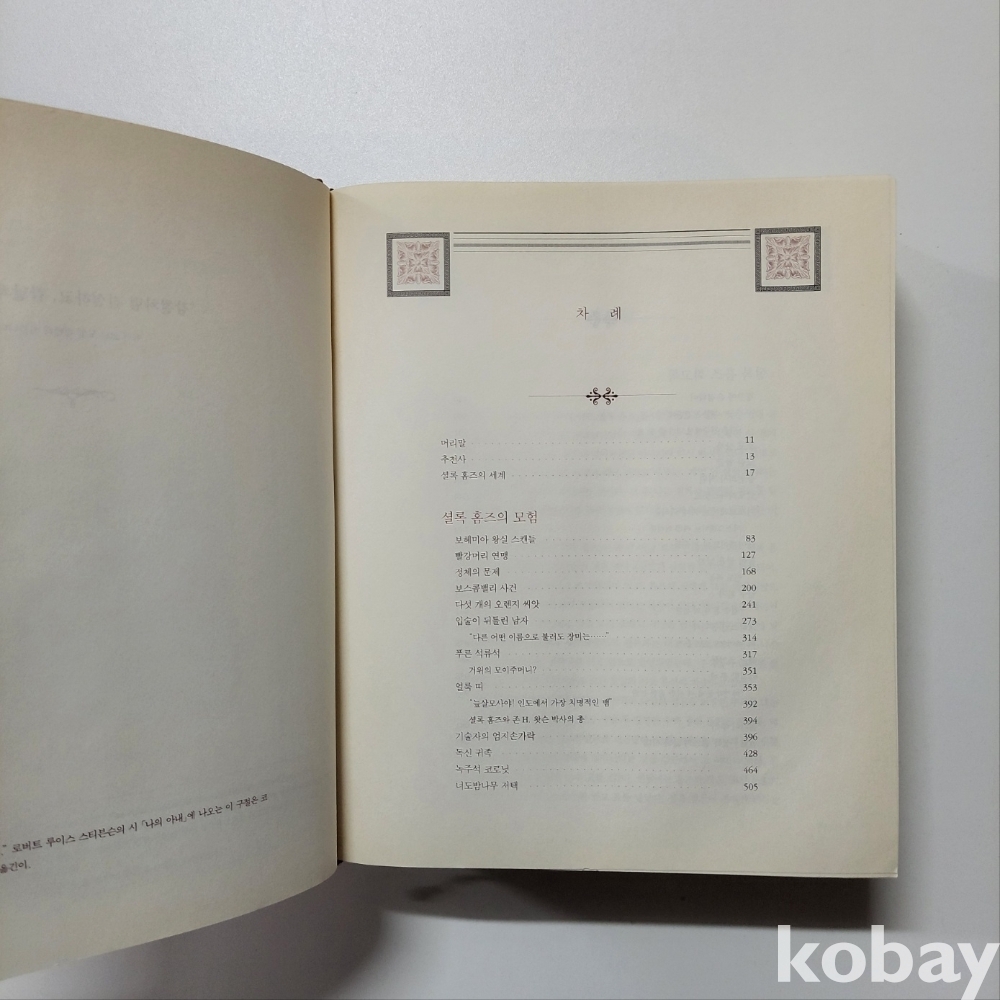 ” 로버트 루이스 스티븐슨의 시 「나의 아내」에 나오는 이 구절은 코
옮긴이.
차 례
머리말 11
추천사 13
셜록 홈즈의 세계 17
셜록 홈즈의 모험
보헤미아 왕실 스캔들 83
빨강머리 연맹 127
정체의 문제 168
보스콤밸리 사건 200
다섯 개의 오렌지 씨앗 241
입술이 뒤틀린 남자 273
"다른 어떤 이름으로 불려도 장미는……" 314
푸른 석류석 317
거위의 모이주머니? 351
얼룩 띠 353
"늪살모사야! 인도에서 가장 치명적인 뱀" 392
셜록 홈즈와 존 H. 왓슨 박사의 총 394
기술자의 엄지손가락 396
독신 귀족 428
녹주석 코로닛 464
너도밤나무 저택 505
kobay